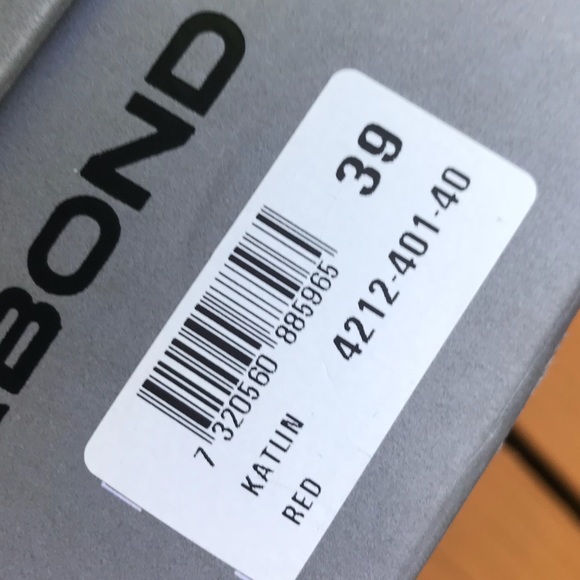 BOND
39
4212-401-40
7 320560 885965
KATLIN
RED